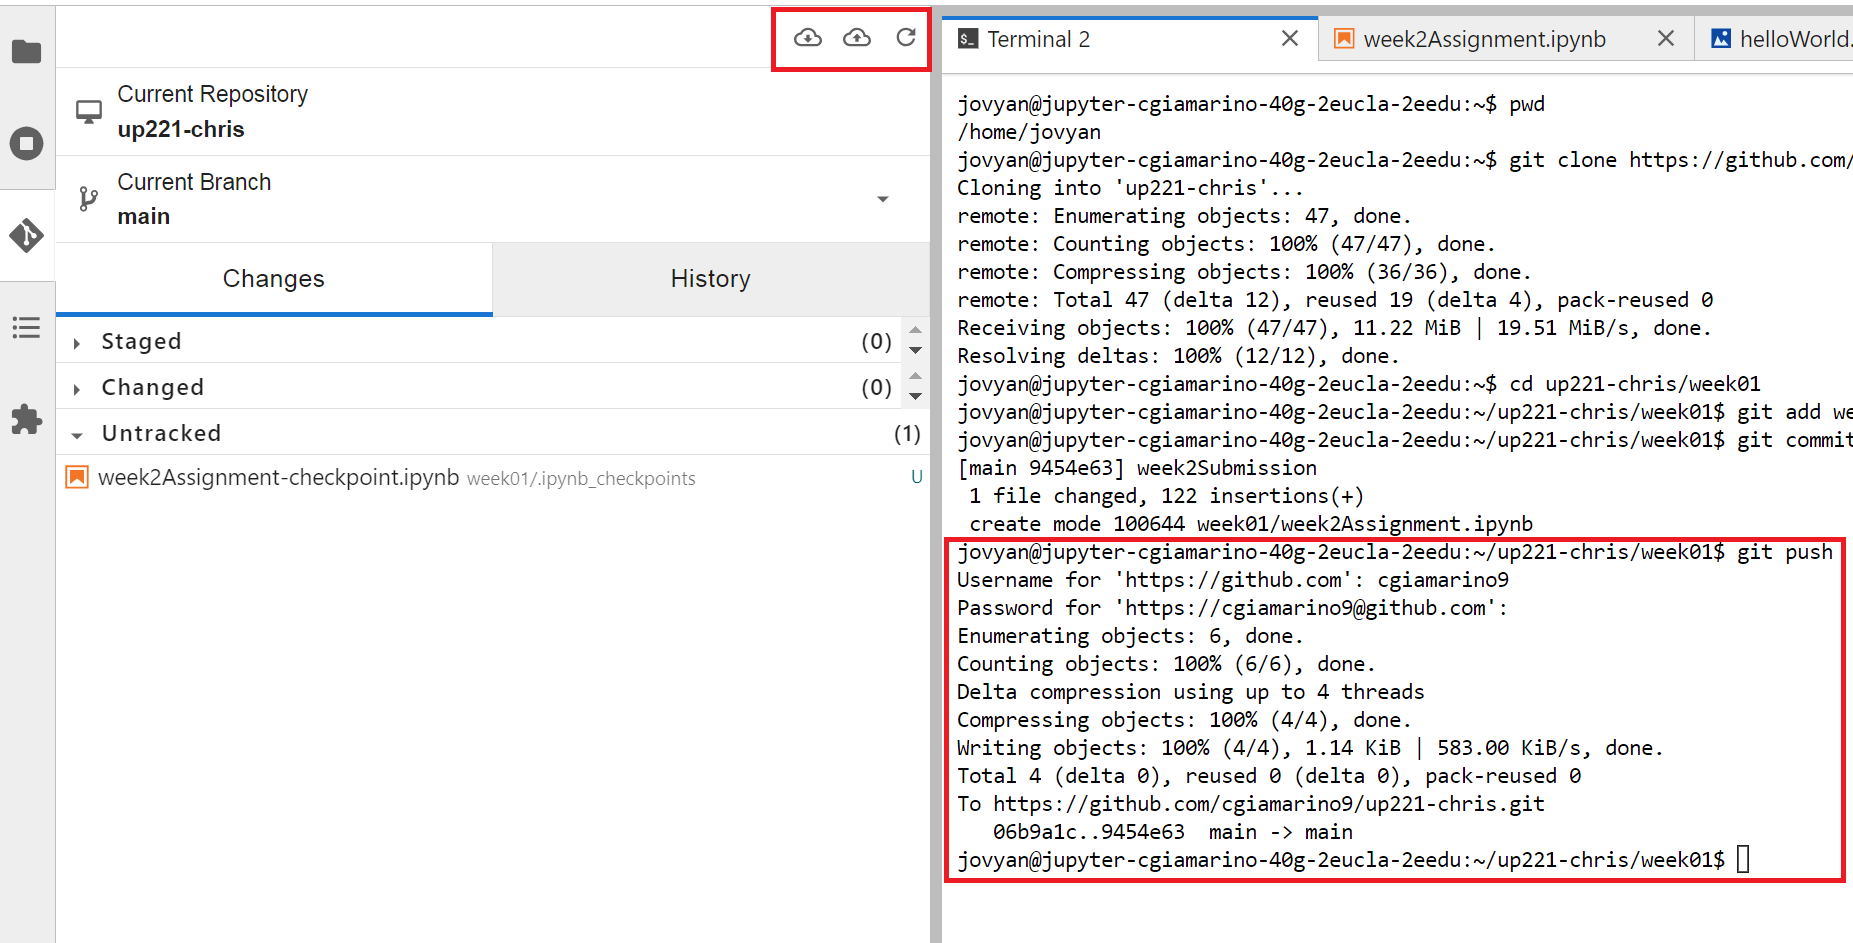 Current Repository
up221-chris
Current Branch
main
Changes
History
Staged
(0)
Changed
(0)
Untracked
(1)
week2Assignment-checkpoint.ipynb week01/.ipynb_checkpoints U
Terminal 2
week2Assignment.ipynb
helloWorld.
jovyan@jupyter-cgiamarino-40g-2eucla-2eedu:~$ pwd
/home/jovyan
jovyan@jupyter-cgiamarino-40g-2eucla-2eedu:~$ git clone https://github.com/
Cloning into 'up221-chris'...
remote: Enumerating objects: 47, done.
remote: Counting objects: 100% (47/47), done.
remote: Compressing objects: 100% (36/36), done.
remote: Total 47 (delta 12), reused 19 (delta 4), pack-reused 0
Receiving objects: 100% (47/47), 11.22 MiB | 19.51 MiB/s, done.
Resolving deltas: 100% (12/12), done.
jovyan@jupyter-cgiamarino-40g-2eucla-2eedu:~$ cd up221-chris/week01
jovyan@jupyter-cgiamarino-40g-2eucla-2eedu:~/up221-chris/week01$ git add we
jovyan@jupyter-cgiamarino-40g-2eucla-2eedu:~/up221-chris/week01$ git commit
[main 9454e63] week2Submission
1 file changed, 122 insertions(+)
create mode 100644 week01/week2Assignment.ipynb
jovyan@jupyter-cgiamarino-40g-2eucla-2eedu:~/up221-chris/week01$ git push
Username for 'https://github.com': cgiamarino9
Password for 'https://cgiamarino9@github.com':
Enumerating objects: 6, done.
Counting objects: 100% (6/6), done.
Delta compression using up to 4 threads
Compressing objects: 100% (4/4), done.
Writing objects: 100% (4/4), 1.14 KiB | 583.00 KiB/s, done.
Total 4 (delta 0), reused 0 (delta 0), pack-reused 0
To https://github.com/cgiamarino9/up221-chris.git
06b9a1c..9454e63  main -> main
jovyan@jupyter-cgiamarino-40g-2eucla-2eedu:~/up221-chris/week01$